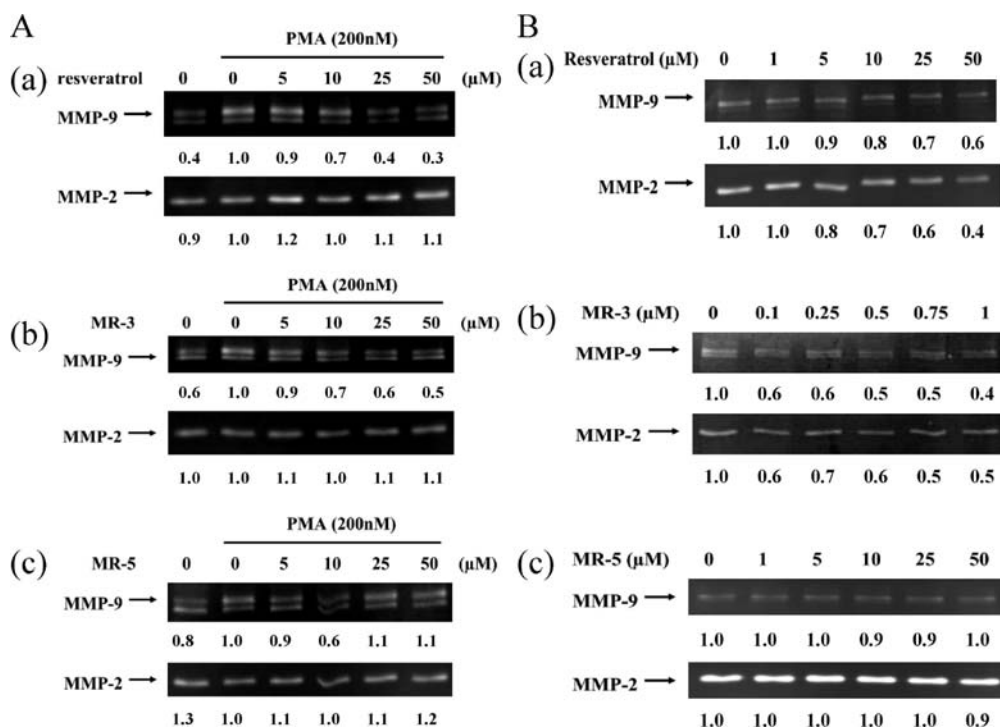 A
PMA (200nM)
(a)
resveratrol 0 0 5 10 25 50 (μM)
MMP-9
0.4 1.0 0.9 0.7 0.4 0.3
MMP-2
0.9 1.0 1.2 1.0 1.1 1.1
PMA (200nM)
(b)
MR-3 0 0 5 10 25 50 (μM)
MMP-9
0.6 1.0 0.9 0.7 0.6 0.5
MMP-2
1.0 1.0 1.1 1.0 1.1 1.1
PMA (200nM)
(c)
MR-5 0 0 5 10 25 50 (μM)
MMP-9
0.8 1.0 0.9 0.6 1.1 1.1
MMP-2
1.3 1.0 1.1 1.0 1.1 1.2
B
(a)
Resveratrol (μM) 0 1 5 10 25 50
MMP-9
1.0 1.0 0.9 0.8 0.7 0.6
MMP-2
1.0 1.0 0.8 0.7 0.6 0.4
(b)
MR-3 (μM) 0 0.1 0.25 0.5 0.75 1
MMP-9
1.0 0.6 0.6 0.5 0.5 0.4
MMP-2
1.0 0.6 0.7 0.6 0.5 0.5
(c)
MR-5 (μM) 0 1 5 10 25 50
MMP-9
1.0 1.0 1.0 0.9 0.9 1.0
MMP-2
1.0 1.0 1.0 1.0 1.0 0.9